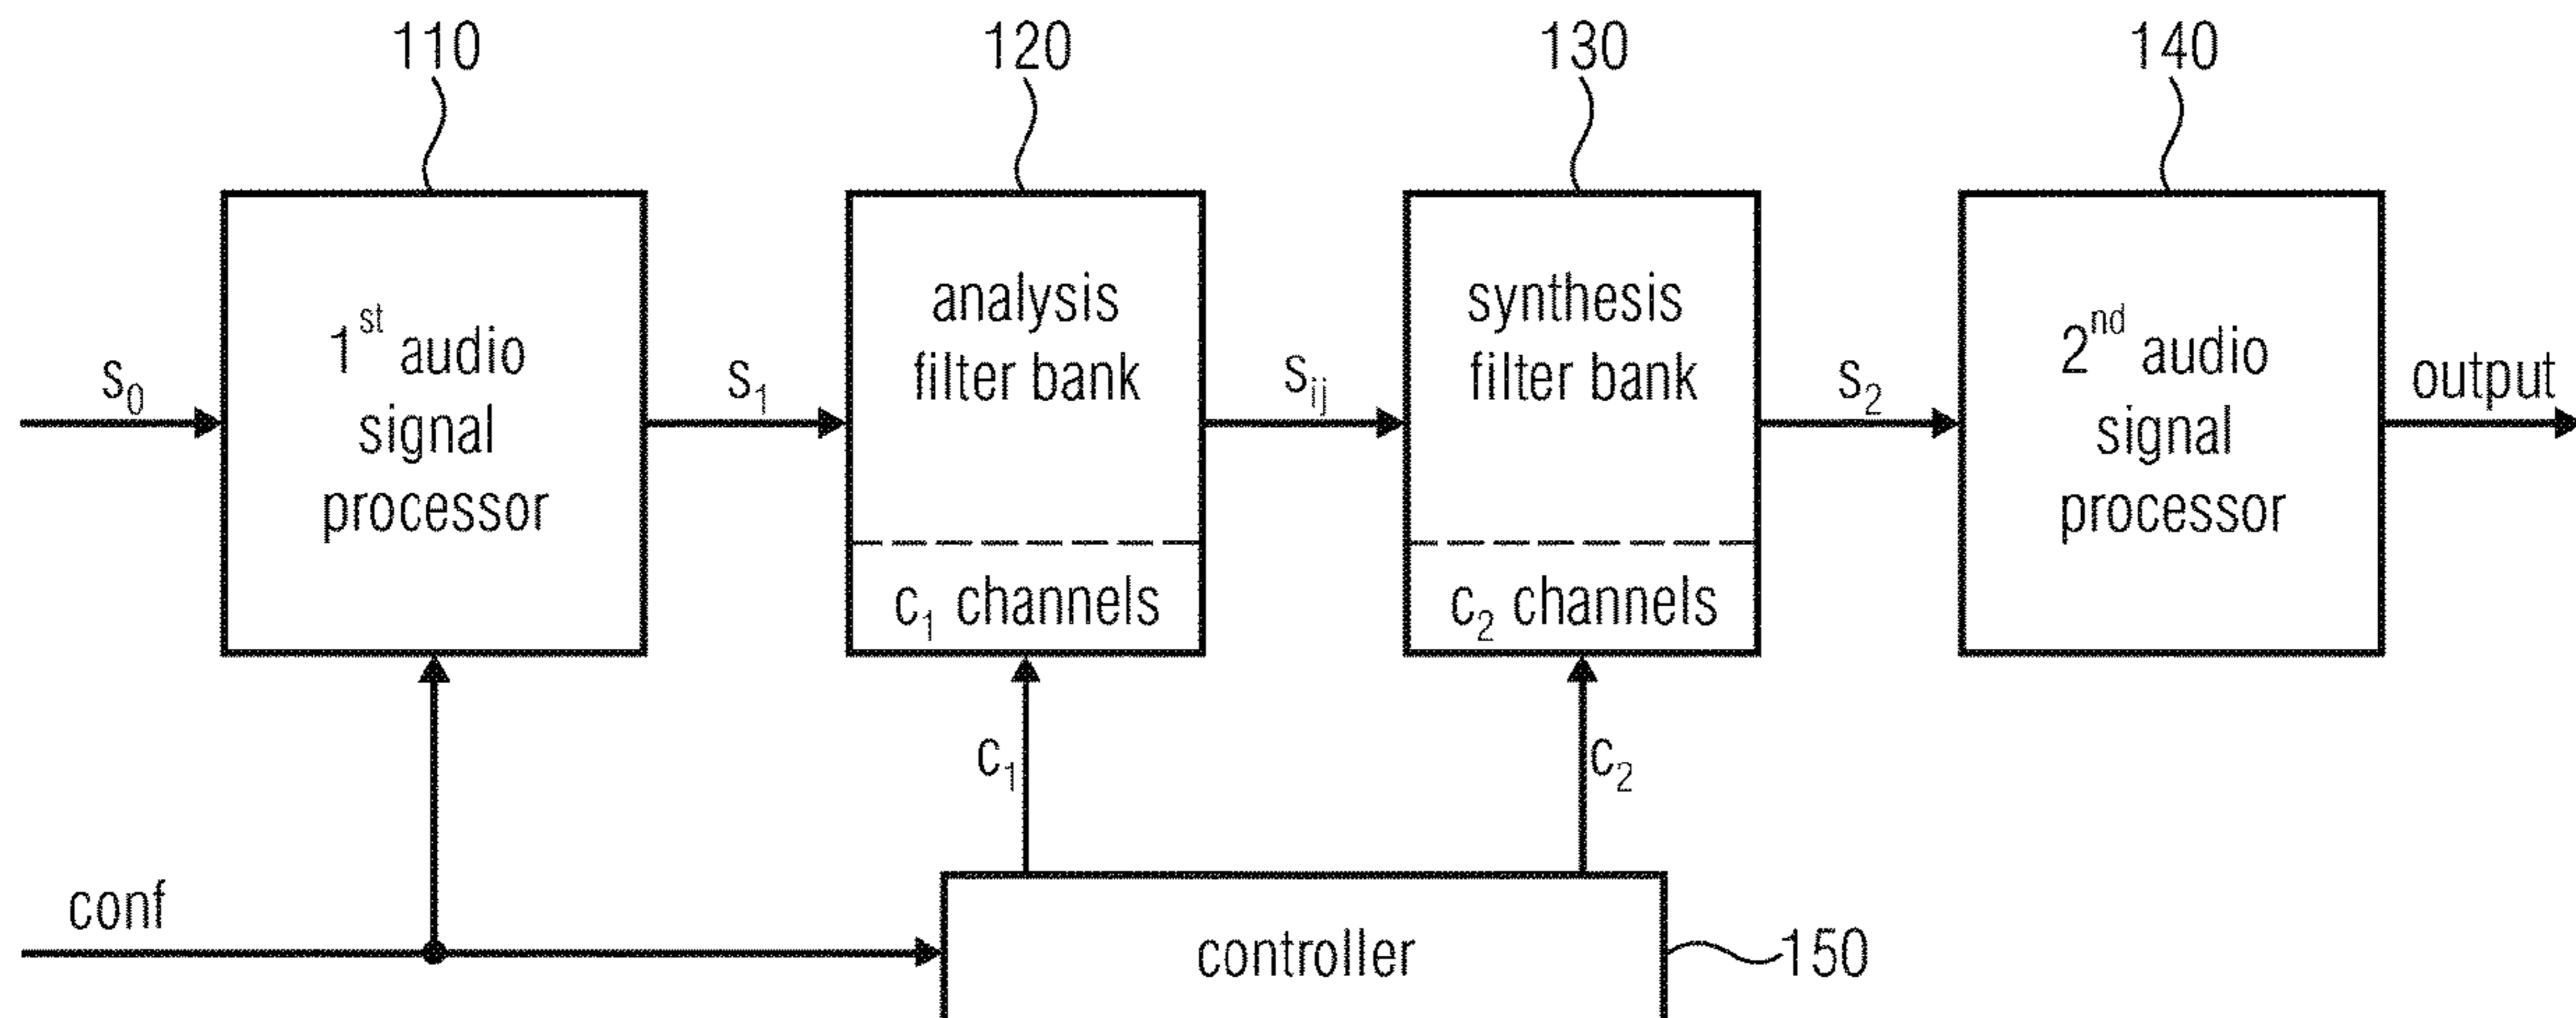 110
120
130
140
s0
1st audio
signal
processor
s1
analysis
filter bank
c1 channels
sij
synthesis
filter bank
c2 channels
s2
2nd audio
signal
processor
output
c1
c2
conf
controller
150